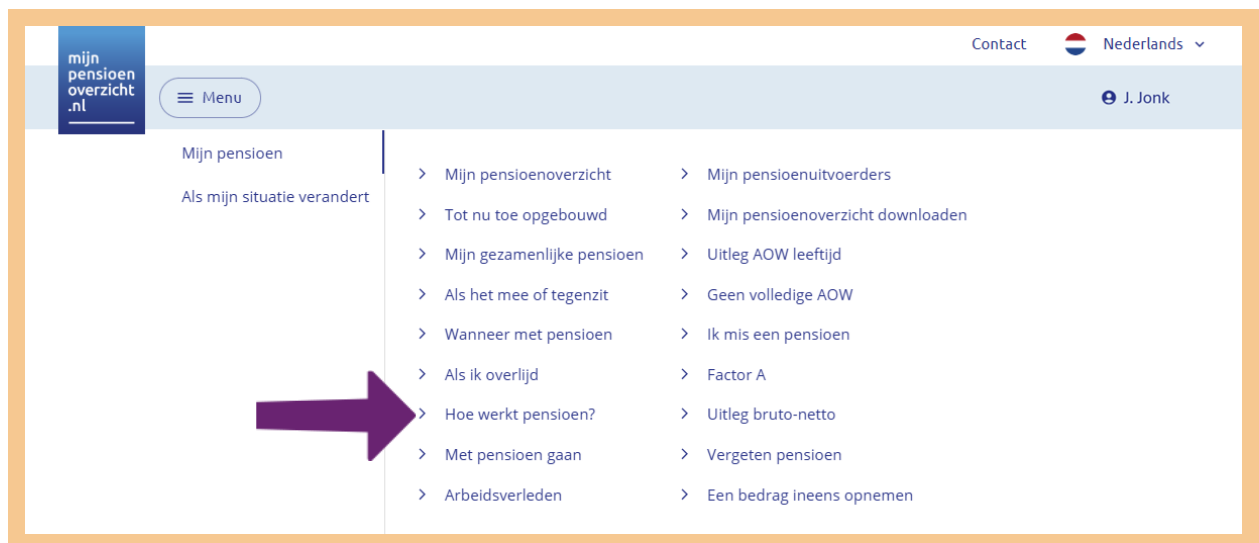 mijn
pensioen
overzicht
.nl
Contact
Nederlands
Menu
J. Jonk
Mijn pensioen
Als mijn situatie verandert
Mijn pensioenoverzicht
Tot nu toe opgebouwd
Mijn gezamenlijke pensioen
Als het mee of tegenzit
Wanneer met pensioen
Als ik overlijd
Hoe werkt pensioen?
Met pensioen gaan
Arbeidsverleden
Mijn pensioenuitvoerders
Mijn pensioenoverzicht downloaden
Uitleg AOW leeftijd
Geen volledige AOW
Ik mis een pensioen
Factor A
Uitleg bruto-netto
Vergeten pensioen
Een bedrag ineens opnemen